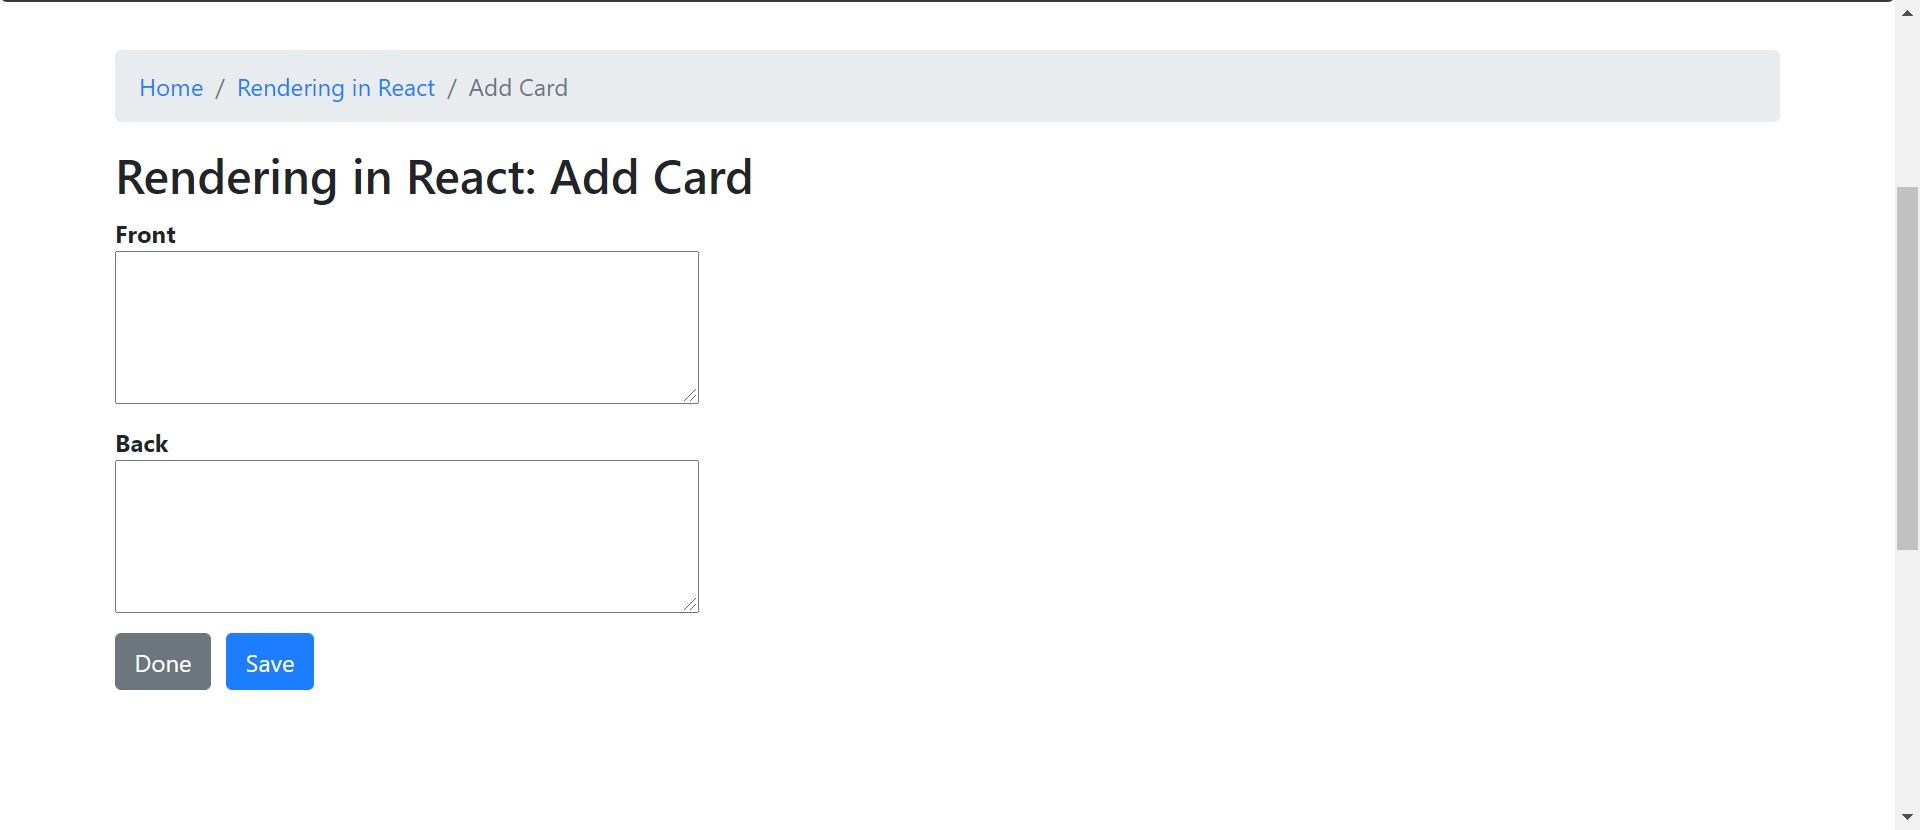 Home / Rendering in React / Add Card
Rendering in React: Add Card
Front
Back
Done Save